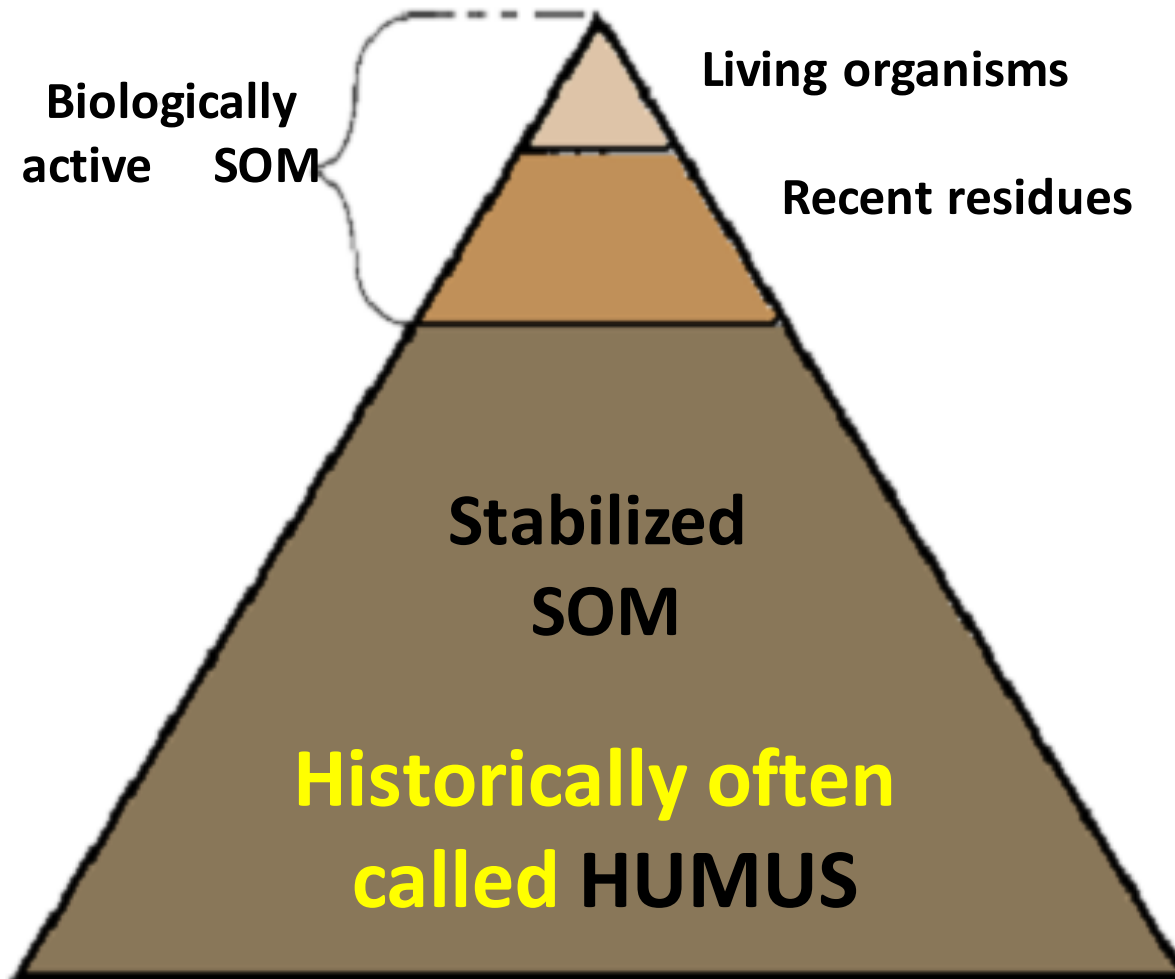 Living organisms
Biologically
active SOM
Recent residues
Stabilized
SOM
Historically often
called HUMUS